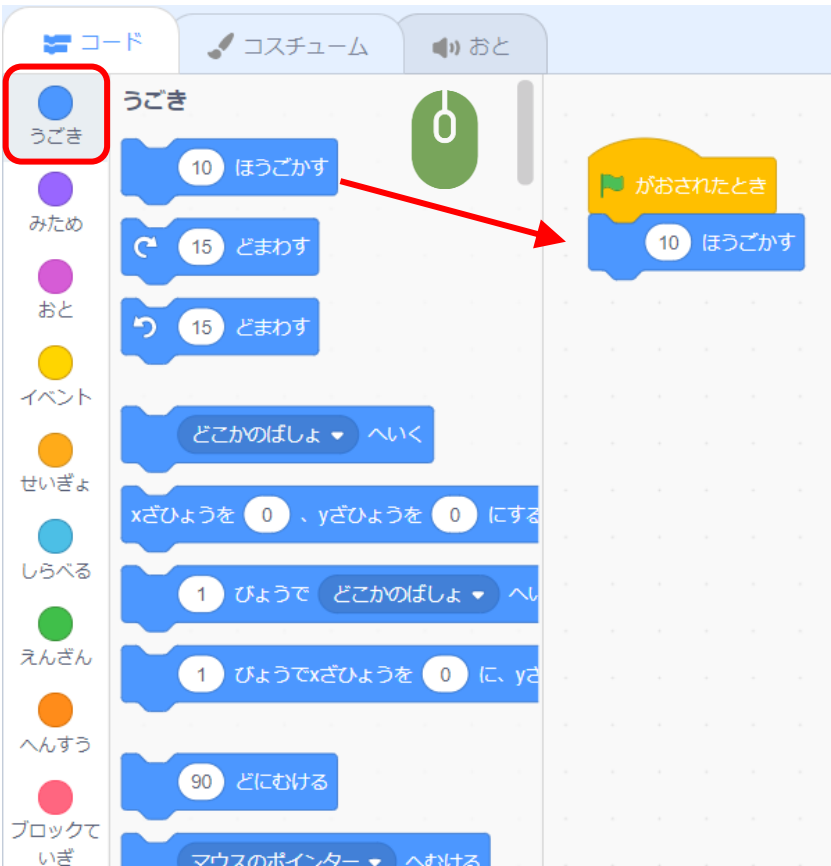 コード
コスチューム
おと
うごき
みため
おと
イベント
せいぎょ
しらべる
えんざん
へんすう
ブロックて
いぎ
うごき
10 ほうごかす
15 どまわす
15 どまわす
どこかのばしょ へいく
xざひょうを 0 、yざひょうを 0 にする
1 びょうで どこかのばしょ へい
1 びょうでxざひょうを 0 に、yざ
90 どにむける
マウスのポインター へむける
がおされたとき
10 ほうごかす